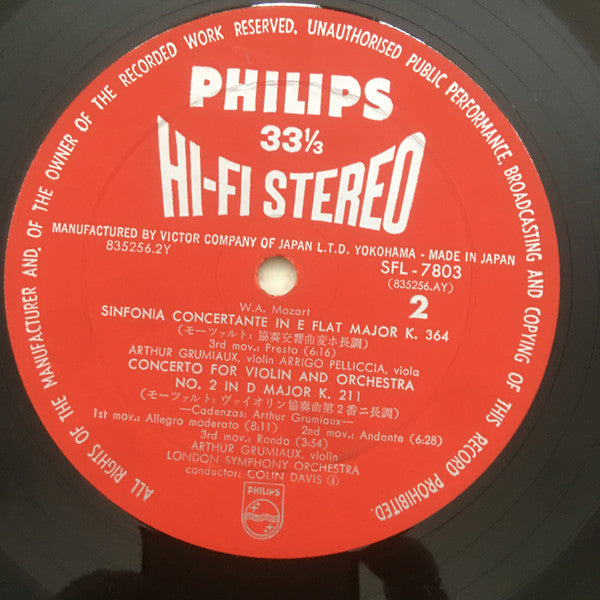 ALL RIGHTS OF THE MANUFACTURER AND, OF THE OWNER OF THE RECORDED WORK RESERVED. UNAUTHORISED PUBLIC PERFORMANCE, BROADCASTING AND COPYING OF THIS RECORD PROHIBITED.
PHILIPS
33⅓
HI-FI STEREO
MANUFACTURED BY VICTOR COMPANY OF JAPAN L.T.D. YOKOHAMA - MADE IN JAPAN
835256.2Y
SFL - 7803
(835256.AY)
2
W.A. Mozart
SINFONIA CONCERTANTE IN E FLAT MAJOR K. 364
(モーツァルト：協奏交響曲変ホ長調)
3rd mov.: Presto (6:16)
ARTHUR GRUMIAUX, violin ARRIGO PELLICCIA, viola
CONCERTO FOR VIOLIN AND ORCHESTRA
NO. 2 IN D MAJOR K. 211
(モーツァルト：ヴァイオリン協奏曲第2番ニ長調)
—Cadenzas: Arthur Grumiaux—
1st mov.: Allegro moderato (8:11) 2nd mov.: Andante (6:28)
3rd mov.: Rondo (3:54)
ARTHUR GRUMIAUX, violin
LONDON SYMPHONY ORCHESTRA
conductor: COLIN DAVIS (I)
PHILIPS